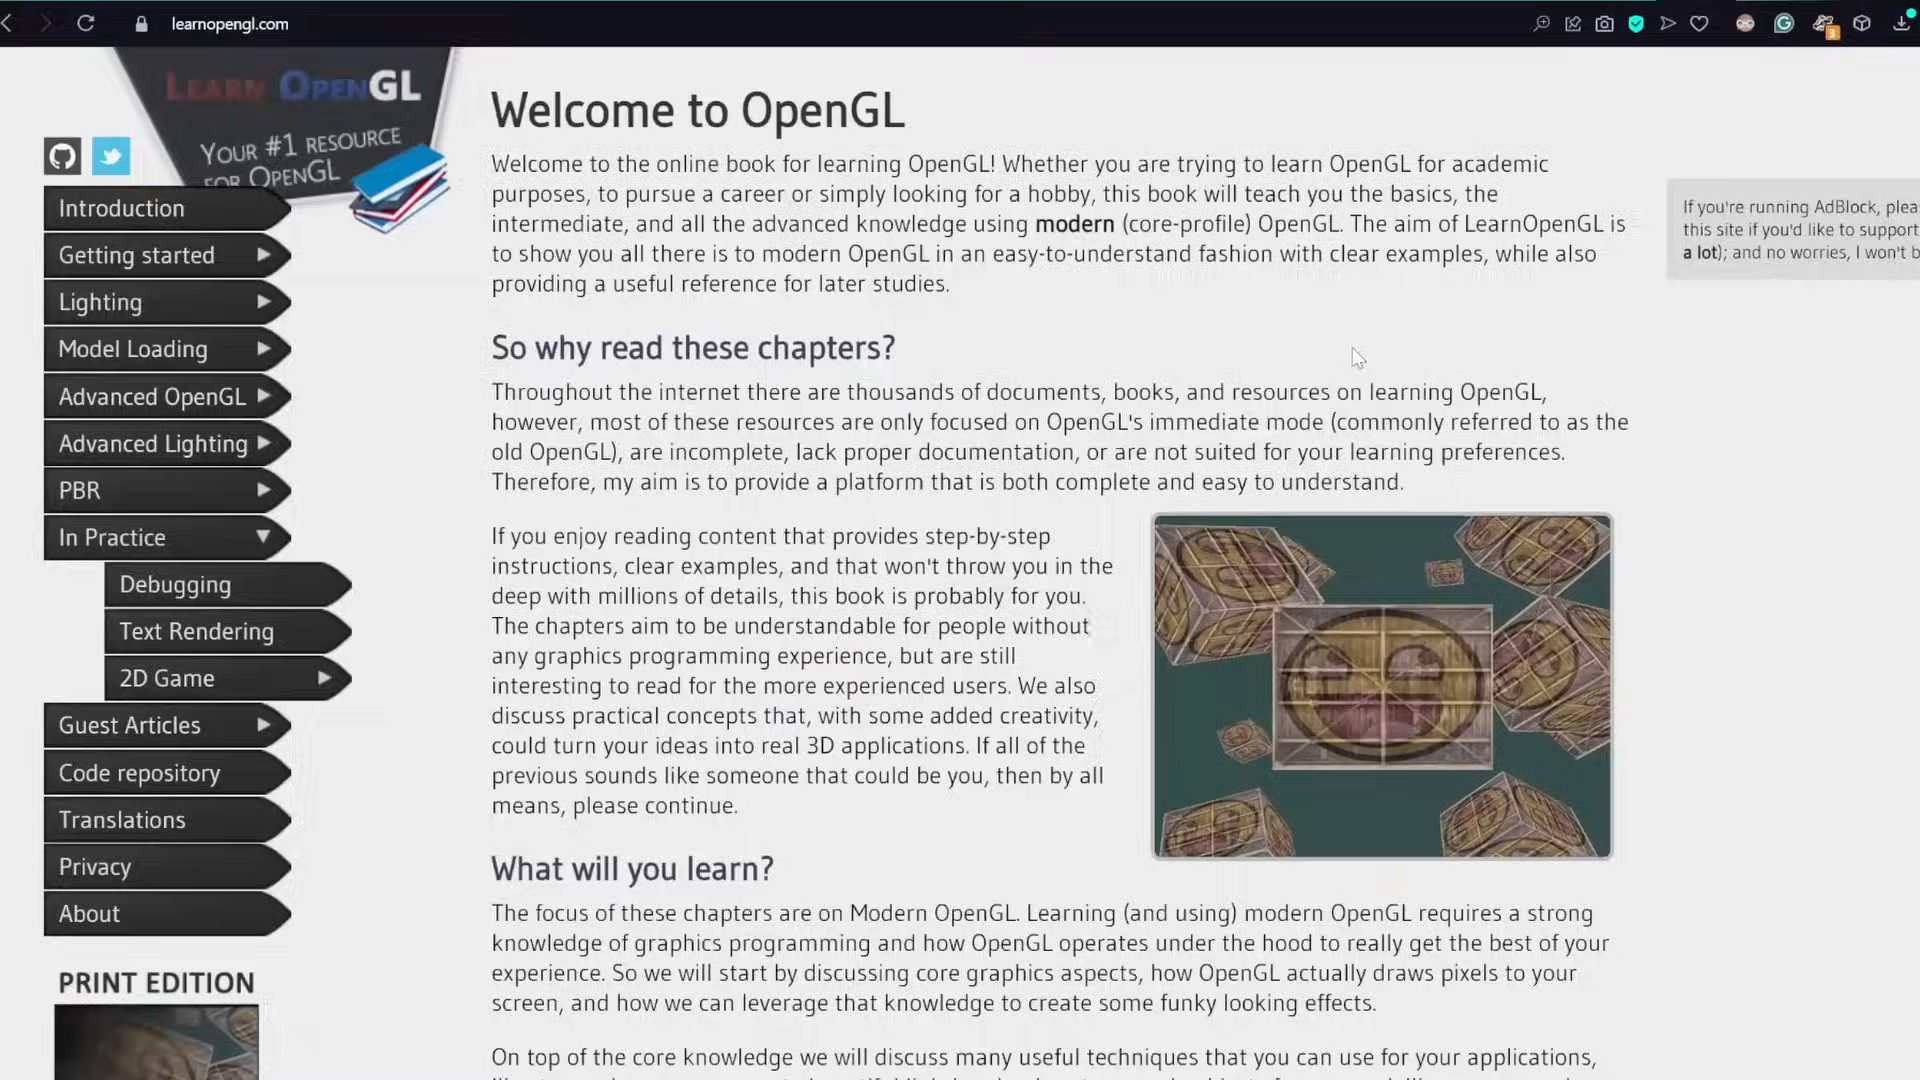 learnopengl.com
3
LEARN OPENGL
YOUR #1 RESOURCE
FOR OPENGL
Introduction
Getting started
Lighting
Model Loading
Advanced OpenGL
Advanced Lighting
PBR
In Practice
Debugging
Text Rendering
2D Game
Guest Articles
Code repository
Translations
Privacy
About
PRINT EDITION
Welcome to OpenGL
Welcome to the online book for learning OpenGL! Whether you are trying to learn OpenGL for academic
purposes, to pursue a career or simply looking for a hobby, this book will teach you the basics, the
intermediate, and all the advanced knowledge using modern (core-profile) OpenGL. The aim of LearnOpenGL is
to show you all there is to modern OpenGL in an easy-to-understand fashion with clear examples, while also
providing a useful reference for later studies.
So why read these chapters?
Throughout the internet there are thousands of documents, books, and resources on learning OpenGL,
however, most of these resources are only focused on OpenGL's immediate mode (commonly referred to as the
old OpenGL), are incomplete, lack proper documentation, or are not suited for your learning preferences.
Therefore, my aim is to provide a platform that is both complete and easy to understand.
If you enjoy reading content that provides step-by-step
instructions, clear examples, and that won't throw you in the
deep with millions of details, this book is probably for you.
The chapters aim to be understandable for people without
any graphics programming experience, but are still
interesting to read for the more experienced users. We also
discuss practical concepts that, with some added creativity,
could turn your ideas into real 3D applications. If all of the
previous sounds like someone that could be you, then by all
means, please continue.
What will you learn?
The focus of these chapters are on Modern OpenGL. Learning (and using) modern OpenGL requires a strong
knowledge of graphics programming and how OpenGL operates under the hood to really get the best of your
experience. So we will start by discussing core graphics aspects, how OpenGL actually draws pixels to your
screen, and how we can leverage that knowledge to create some funky looking effects.
On top of the core knowledge we will discuss many useful techniques that you can use for your applications,
If you're running AdBlock, plea
this site if you'd like to support
a lot); and no worries, I won't b